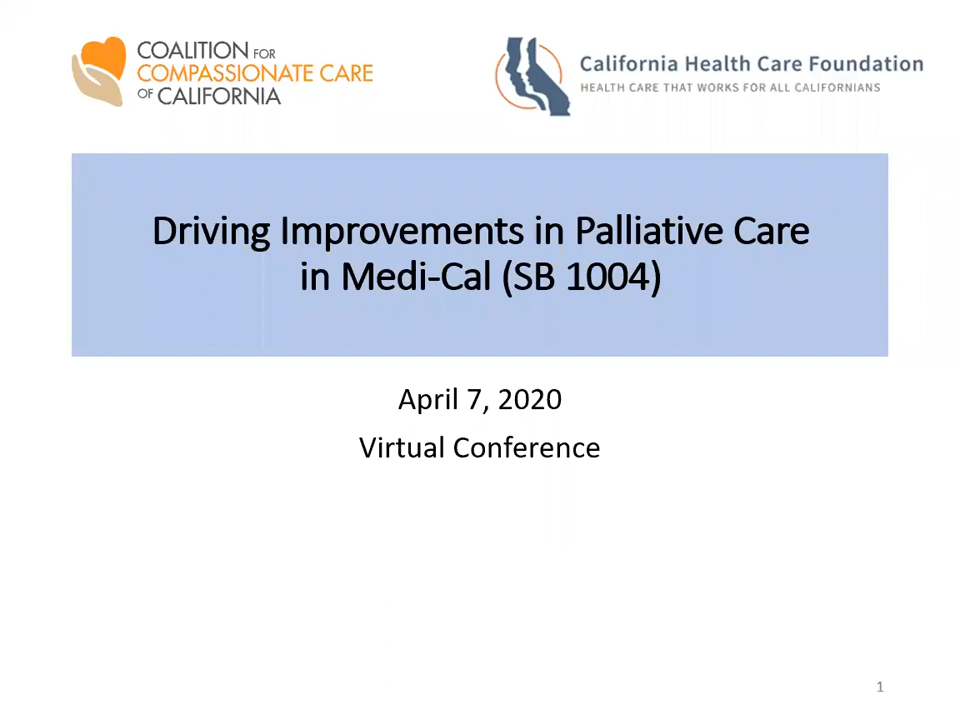 COALITION FOR
COMPASSIONATE CARE
OF CALIFORNIA
California Health Care Foundation
HEALTH CARE THAT WORKS FOR ALL CALIFORNIANS
Driving Improvements in Palliative Care
in Medi-Cal (SB 1004)
April 7, 2020
Virtual Conference
1